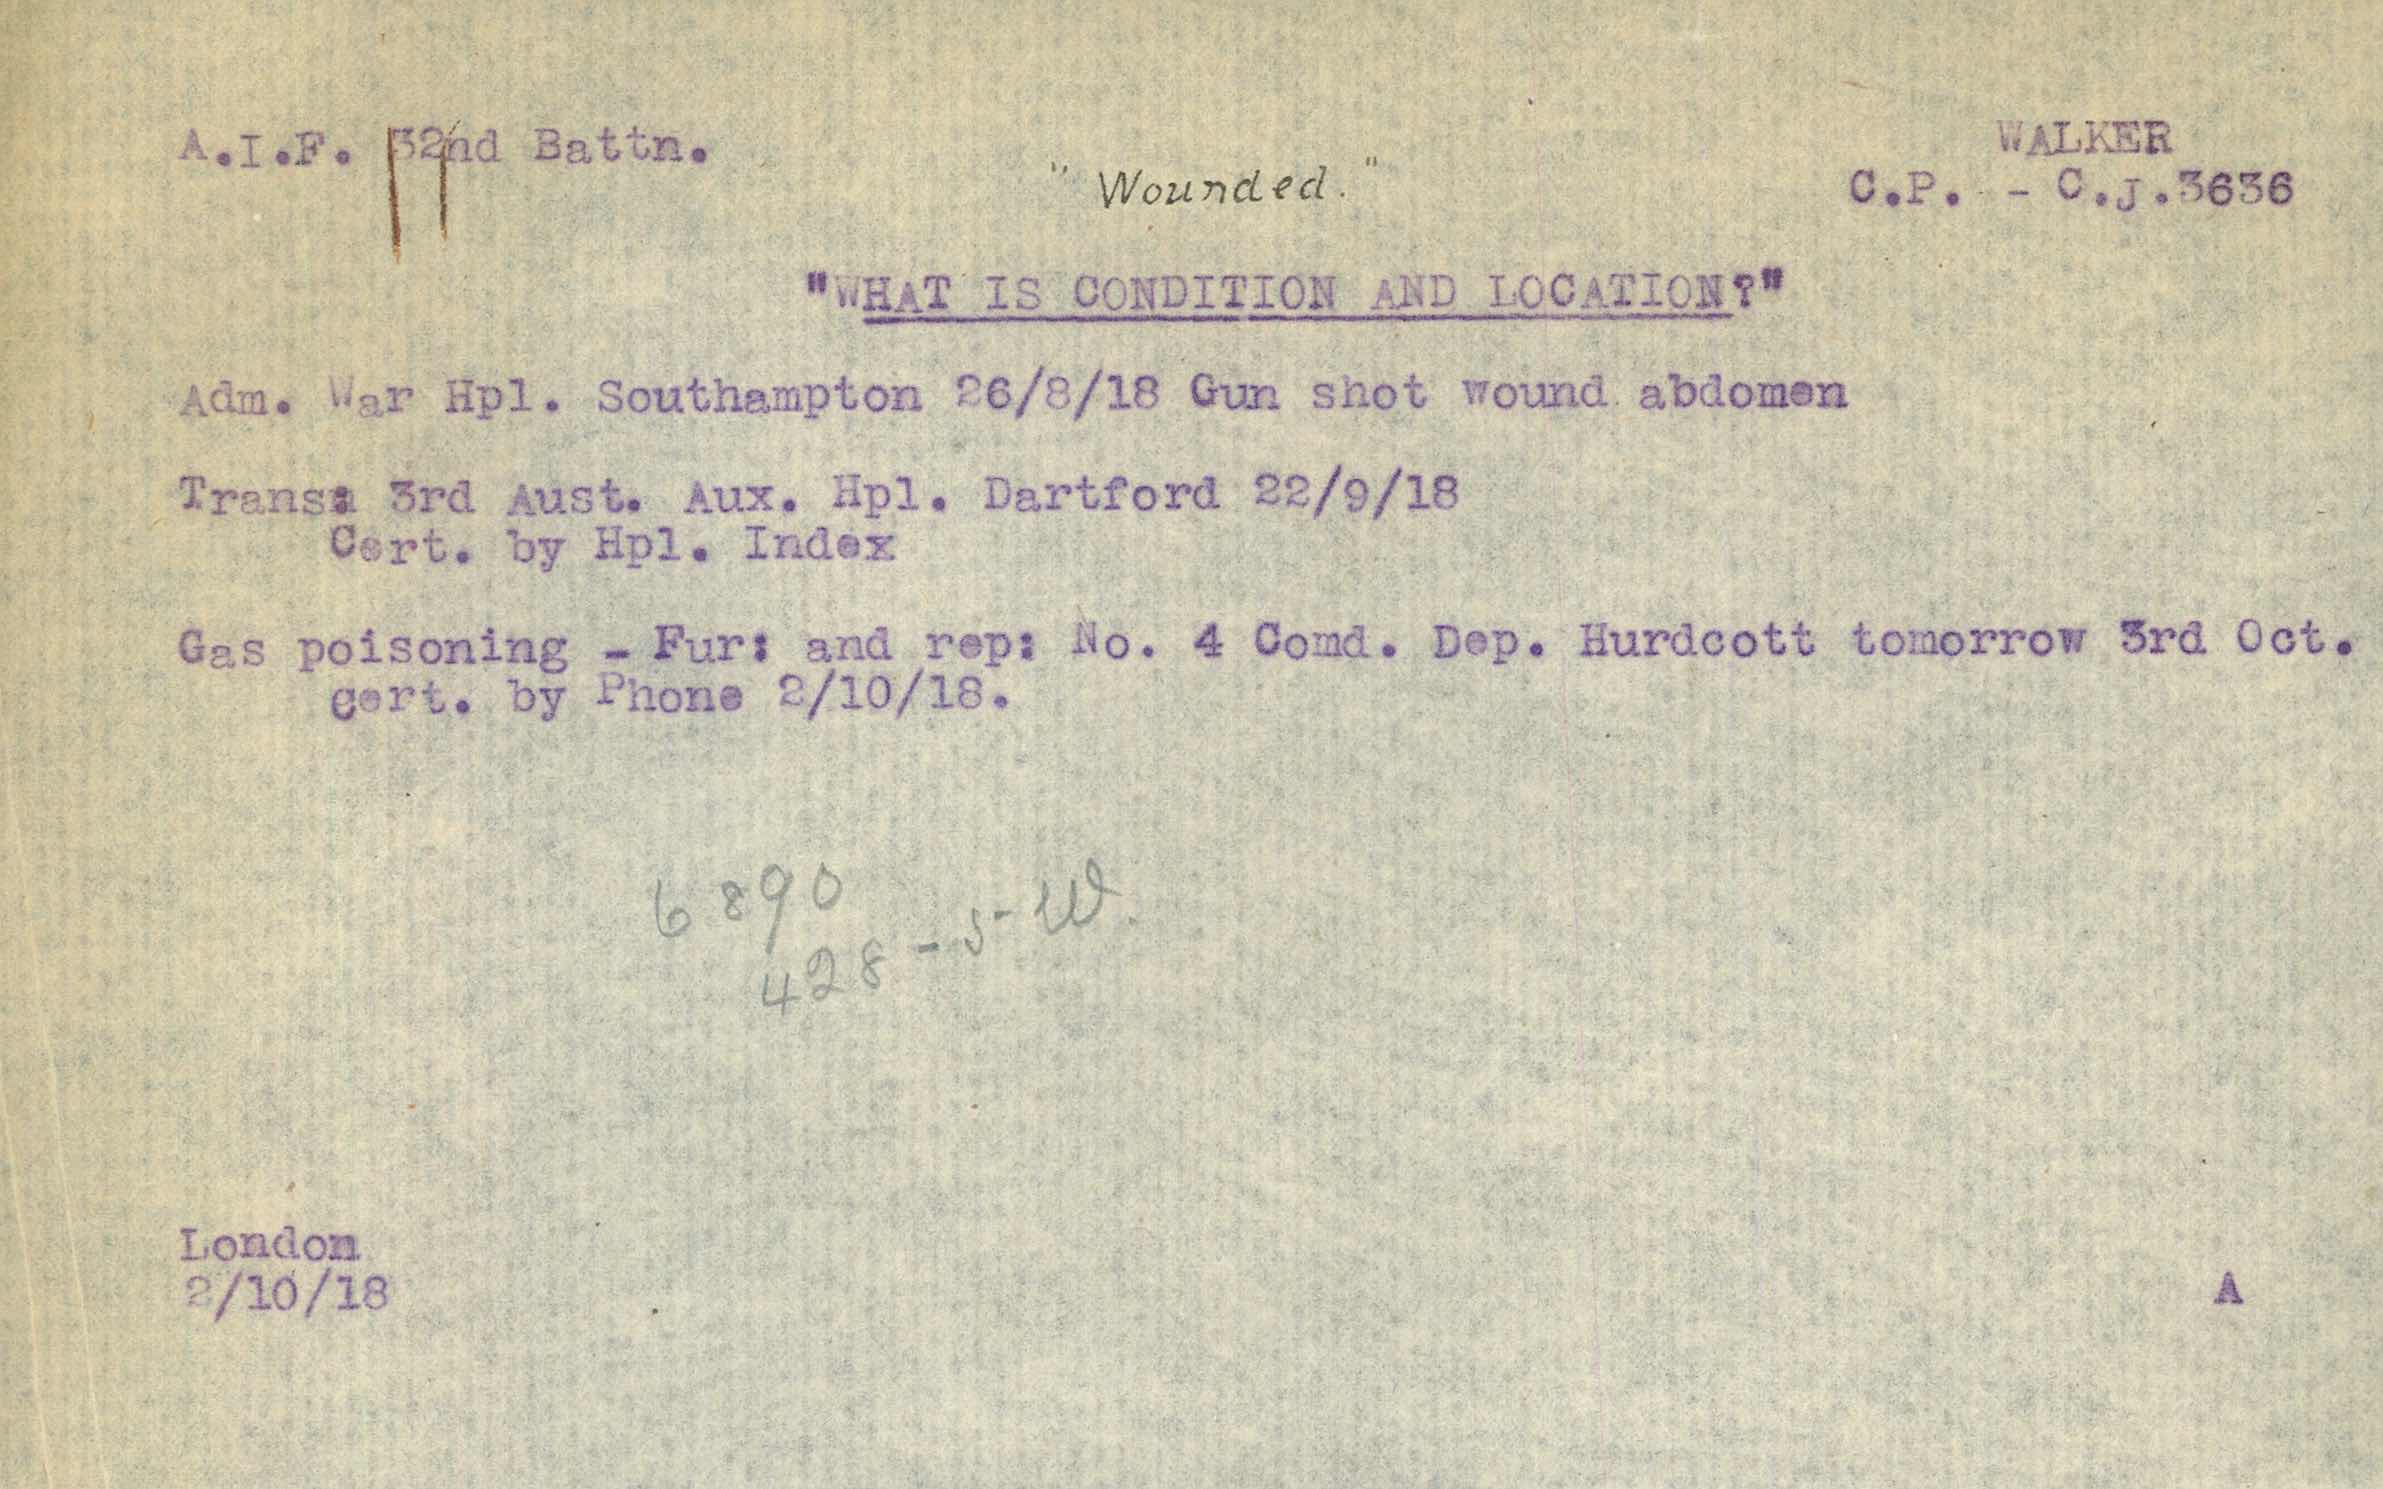 A.I.F. 32nd Battn.
WALKER
"Wounded."
C.P. - C.J.3636
"WHAT IS CONDITION AND LOCATION?"
Adm. War Hpl. Southampton 26/8/18 Gun shot wound abdomen
Trans: 3rd Aust. Aux. Hpl. Dartford 22/9/18
Cert. by Hpl. Index
Gas poisoning - Fur: and rep: No. 4 Comd. Dep. Hurdcott tomorrow 3rd Oct.
cert. by Phone 2/10/18.
6890
428-5-W.
London
2/10/18
A